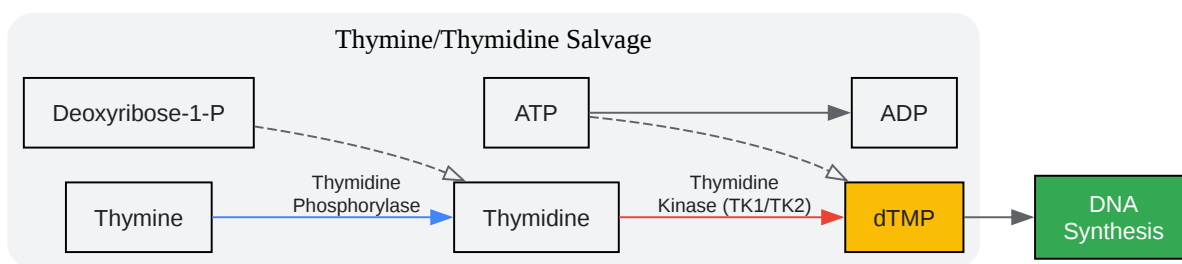 Thymine/Thymidine Salvage
Deoxyribose-1-P
ATP
ADP
Thymine
Thymidine
Phosphorylase
Thymidine
Thymidine
Kinase (TK1/TK2)
dTMP
DNA
Synthesis